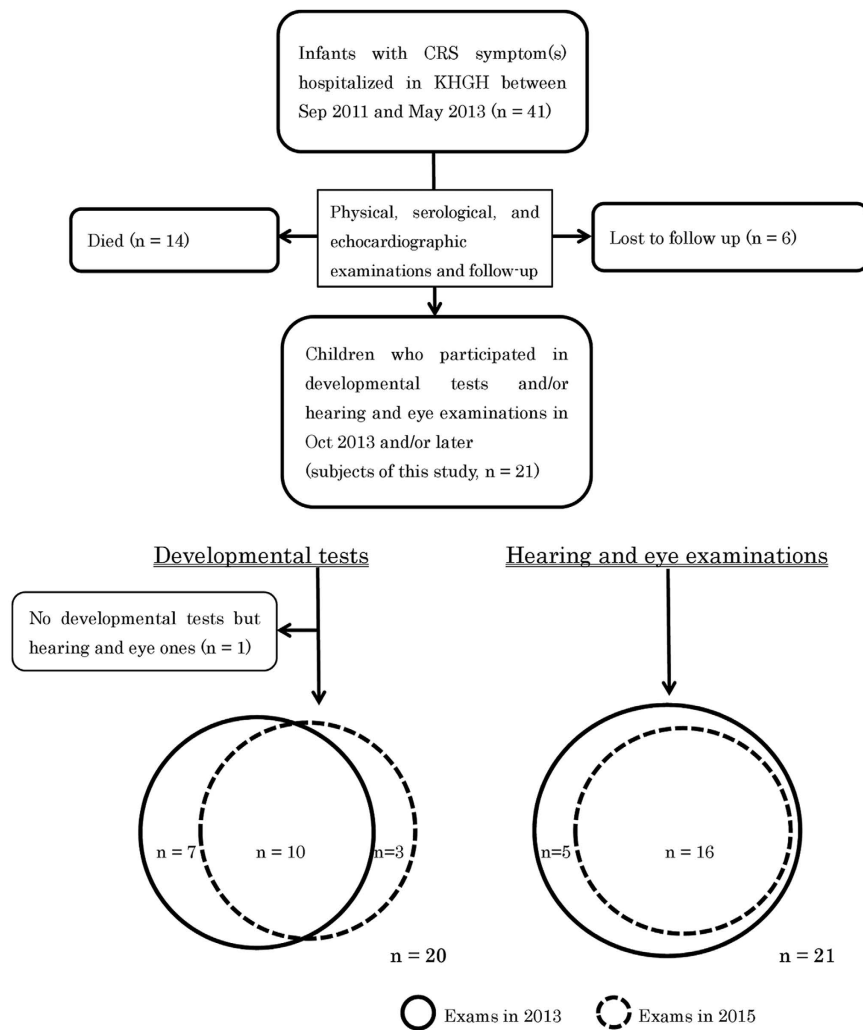 Infants with CRS symptom(s)
hospitalized in KHGH between
Sep 2011 and May 2013 (n = 41)
Died (n = 14)
Physical, serological, and
echocardiographic
examinations and follow-up
Lost to follow up (n = 6)
Children who participated in
developmental tests and/or
hearing and eye examinations in
Oct 2013 and/or later
(subjects of this study, n = 21)
Developmental tests
No developmental tests but
hearing and eye ones (n = 1)
n = 7
n = 10
n=3
n = 20
Hearing and eye examinations
n=5
n = 16
n = 21
Exams in 2013
Exams in 2015